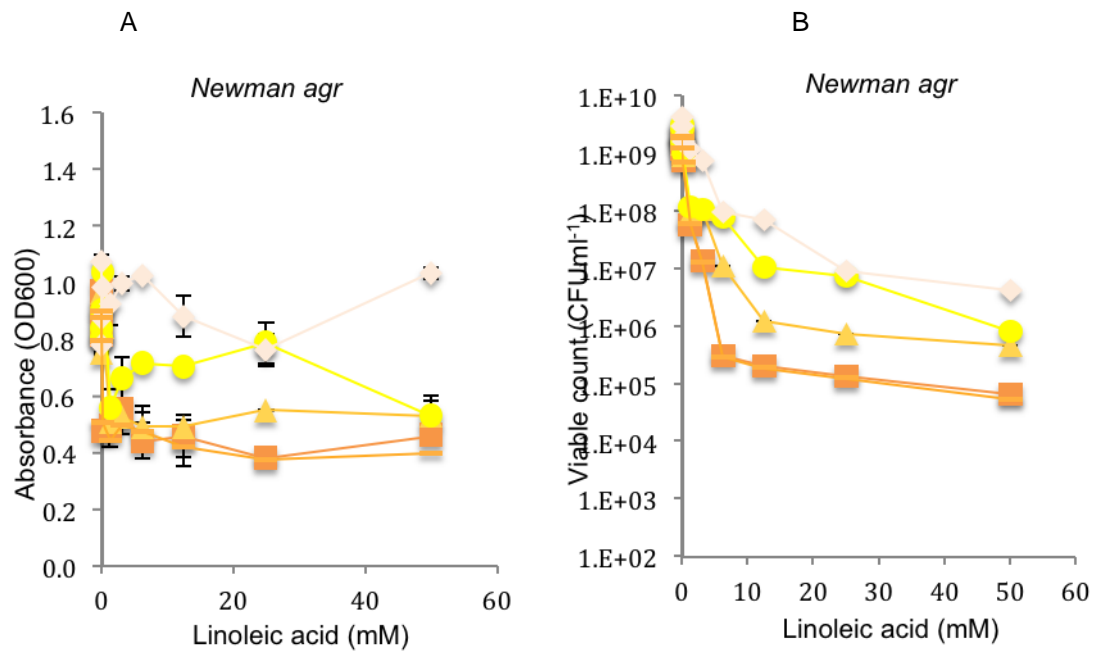 A
B
Newman agr
Newman agr
Absorbance (OD600)
1.6
1.4
1.2
1.0
0.8
0.6
0.4
0.2
0.0
0 20 40 60
Linoleic acid (mM)
Viable count (CFUml-1)
1.E+10
1.E+09
1.E+08
1.E+07
1.E+06
1.E+05
1.E+04
1.E+03
1.E+02
0 10 20 30 40 50 60
Linoleic acid (mM)